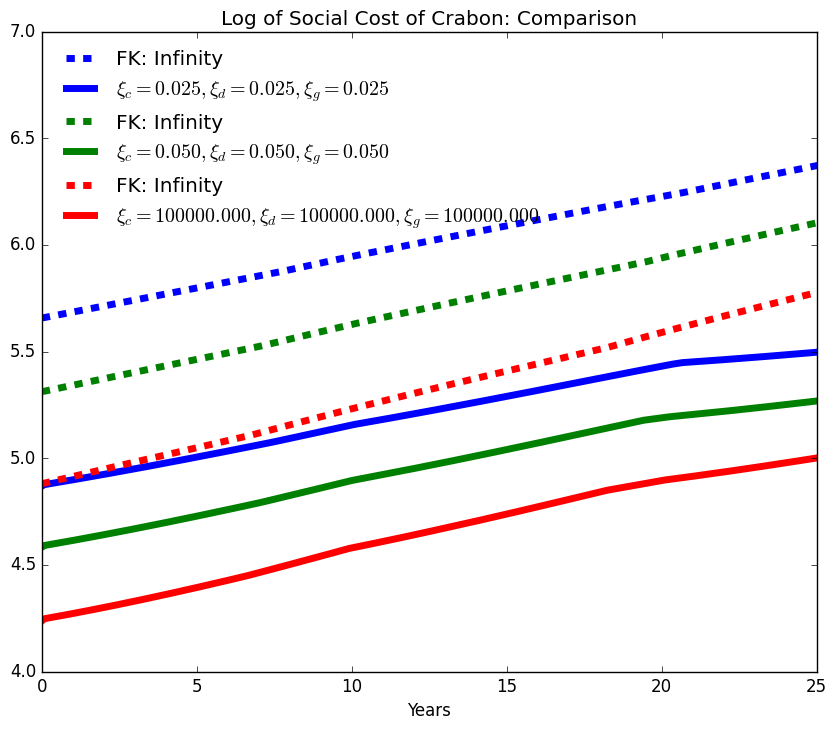 Log of Social Cost of Crabon: Comparison
7.0
FK: Infinity
ξc = 0.025, ξd = 0.025, ξg = 0.025
6.5
FK: Infinity
ξc = 0.050, ξd = 0.050, ξg = 0.050
FK: Infinity
ξc = 100000.000, ξd = 100000.000, ξg = 100000.000
6.0
5.5
5.0
4.5
4.0
0 5 10 15 20 25
Years